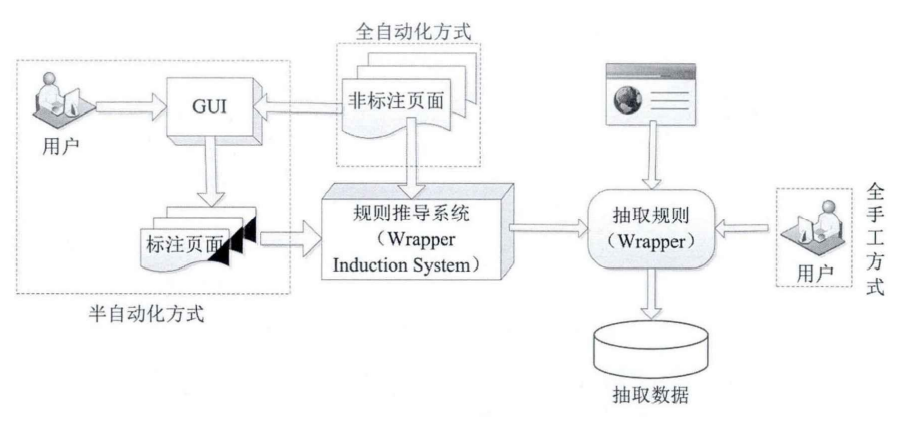 全自动化方式
非标注页面
GUI
用户
标注页面
半自动化方式
规则推导系统
（Wrapper
Induction System）
抽取规则
（Wrapper）
用户
全手工方式
抽取数据